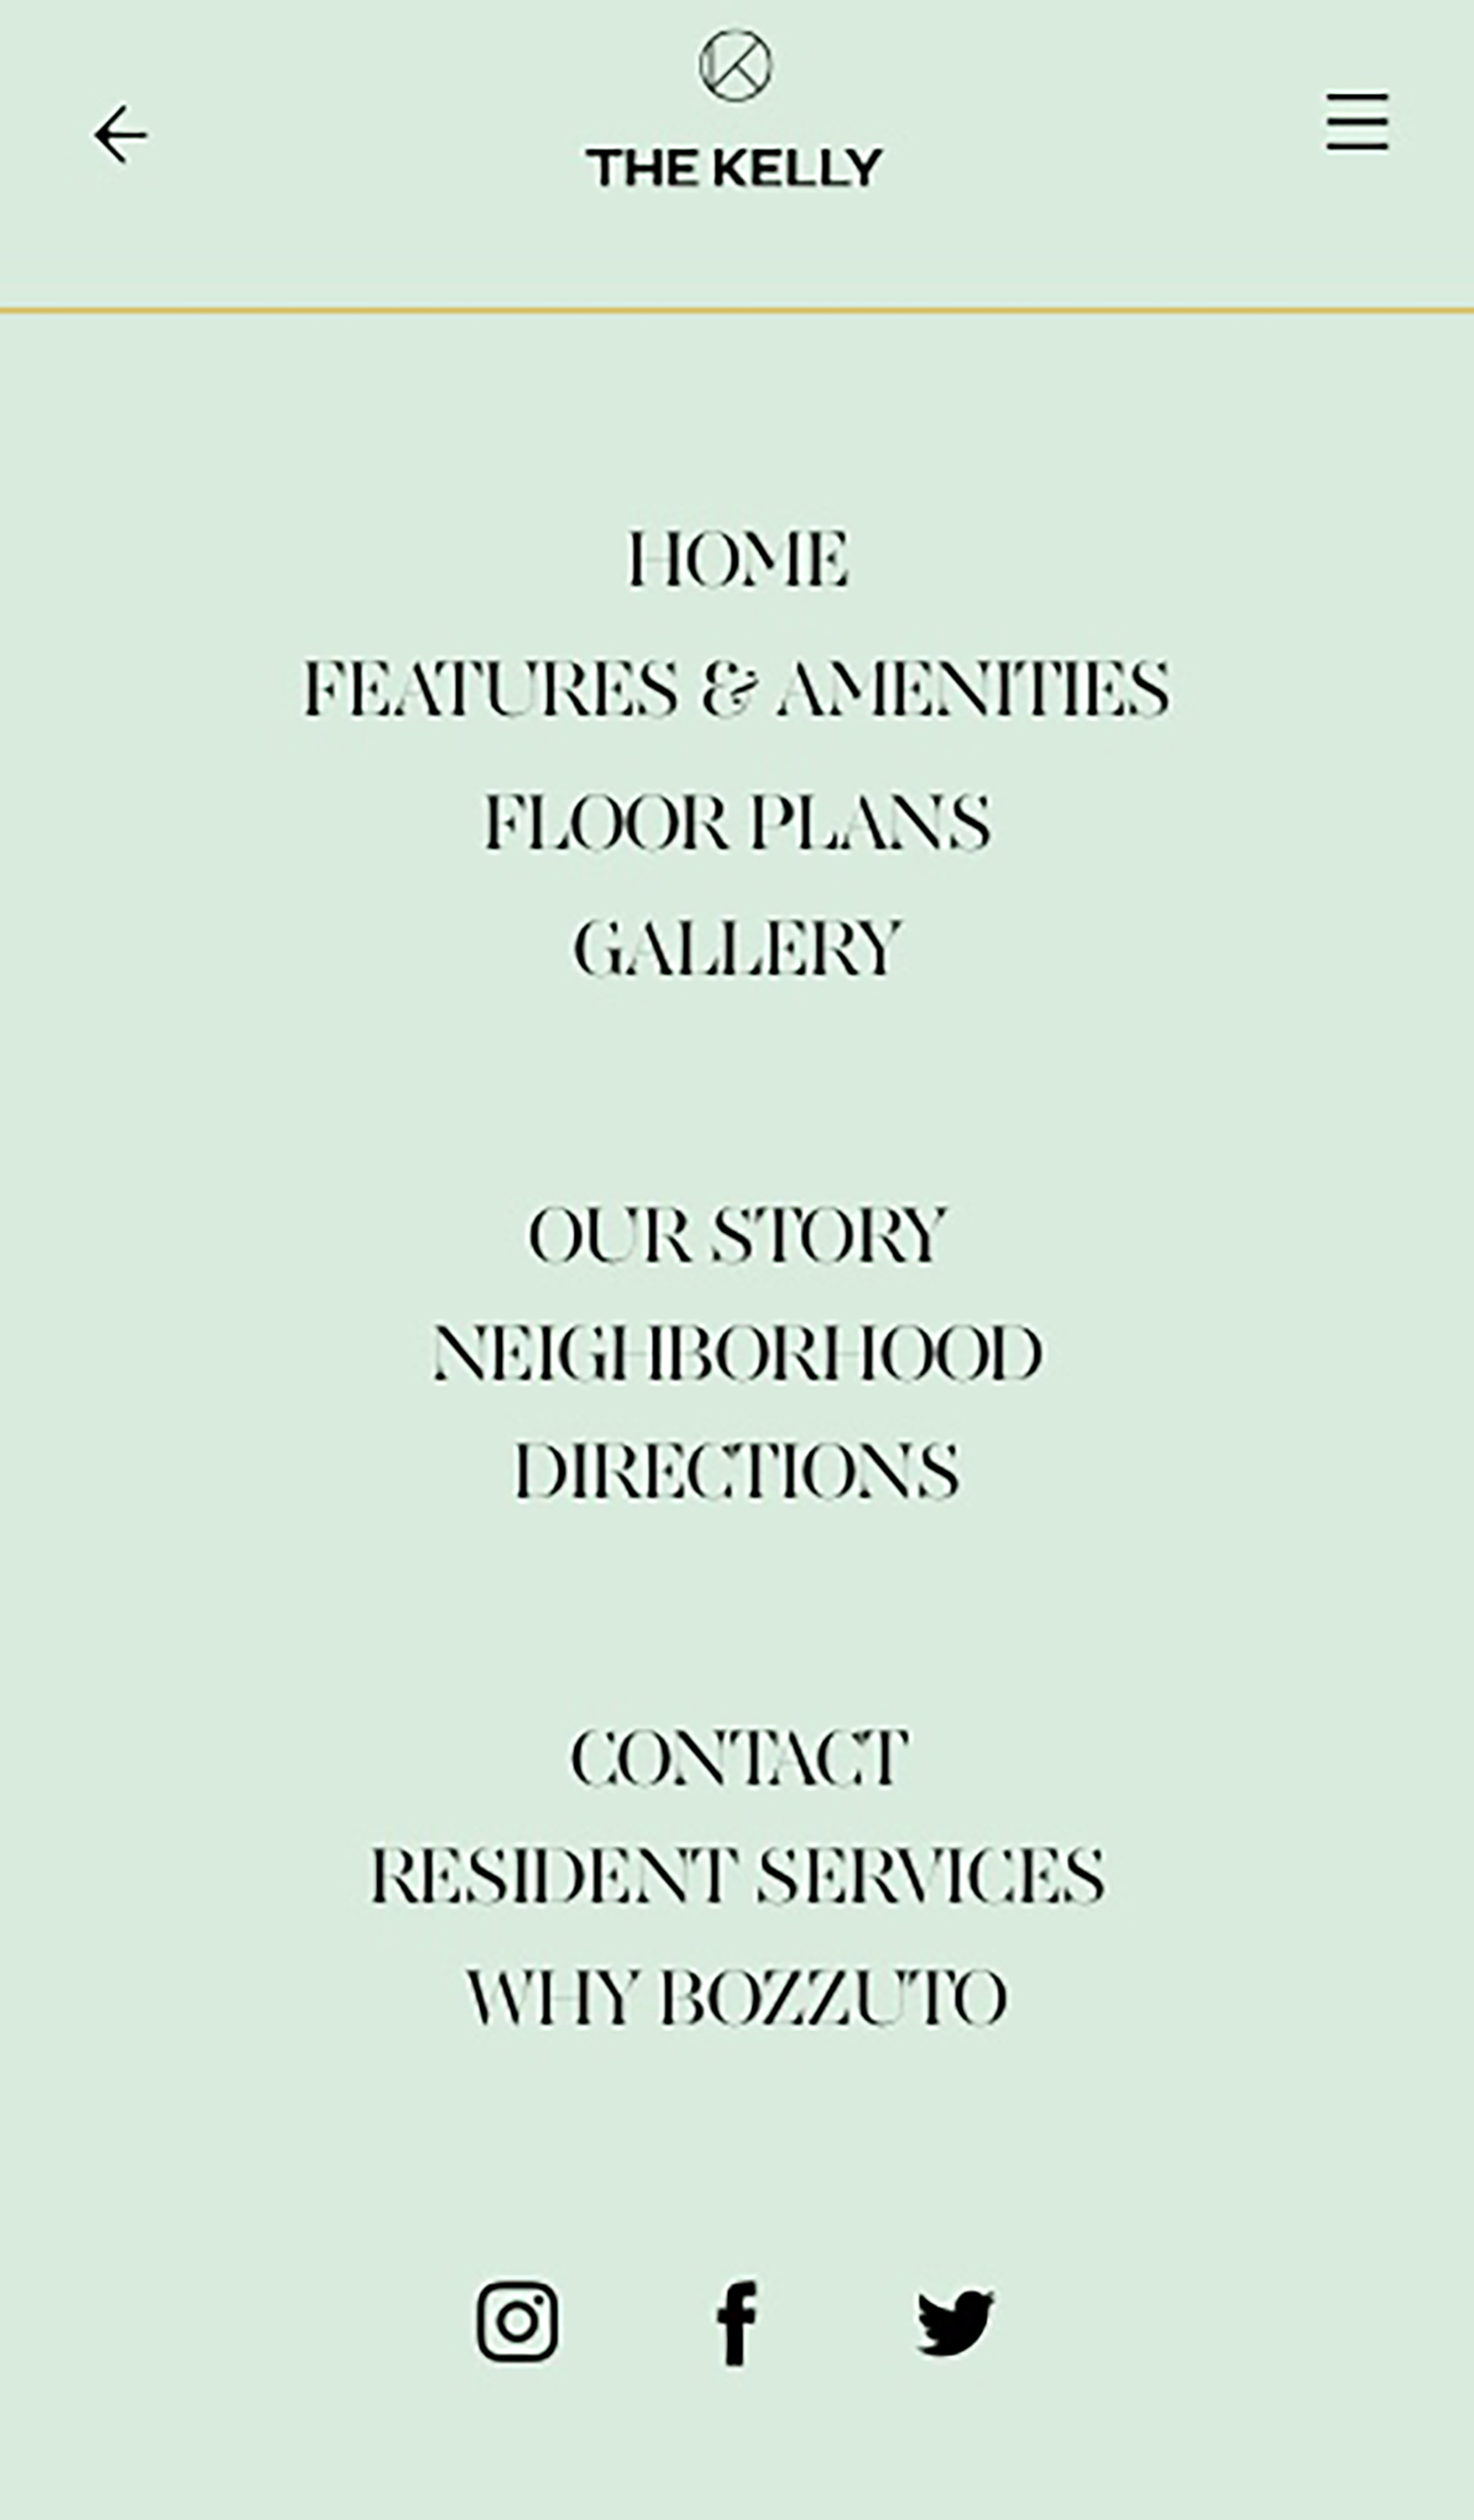 THE KELLY
HOME
FEATURES & AMENITIES
FLOOR PLANS
GALLERY
OUR STORY
NEIGHBORHOOD
DIRECTIONS
CONTACT
RESIDENT SERVICES
WHY BOZZUTO